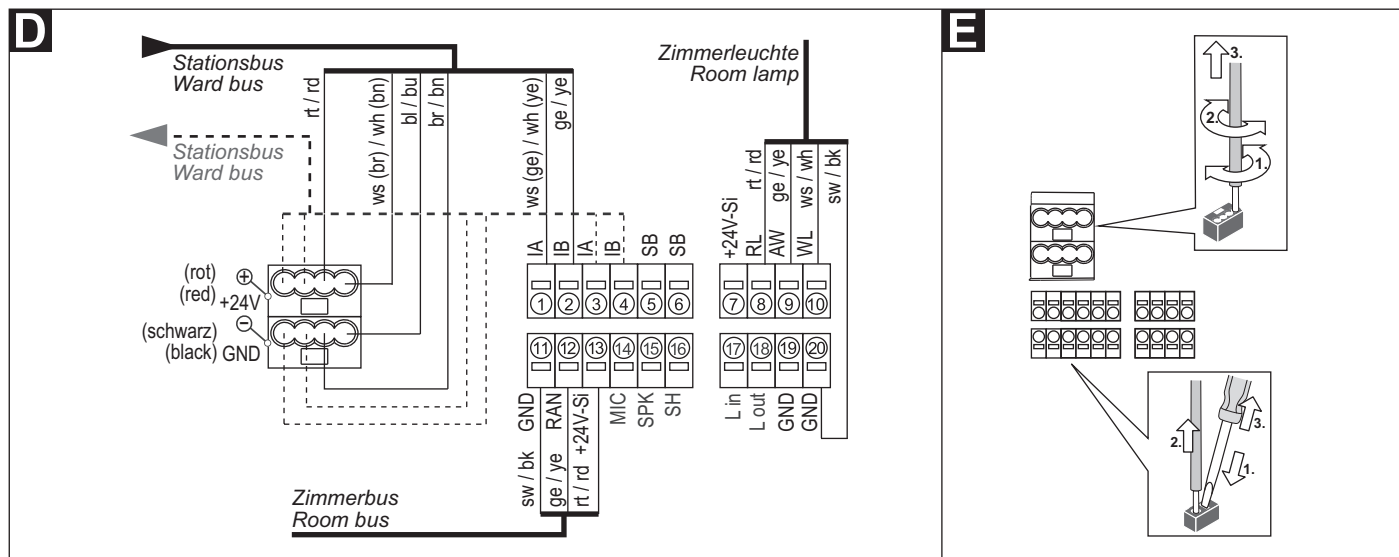 D
Stationsbus
Ward bus
Stationsbus
Ward bus
rt / rd
ws (br) / wh (bn)
bl / bu
br / bn
ws (ge) / wh (ye)
ge / ye
Zimmerleuchte
Room lamp
rt / rd
ge / ye
ws / wh
sw / bk
(rot)
(red)
+
+24V
(schwarz)
(black)
−
GND
IA
IB
IA
IB
SB
SB
+24V-Si
RL
AW
WL
1 2 3 4 5 6 7 8 9 10
11 12 13 14 15 16 17 18 19 20
GND
RAN
+24V-Si
MIC
SPK
SH
L in
L out
GND
GND
sw / bk
ge / ye
rt / rd
Zimmerbus
Room bus
E
3.
2.
1.
2.
3.
1.